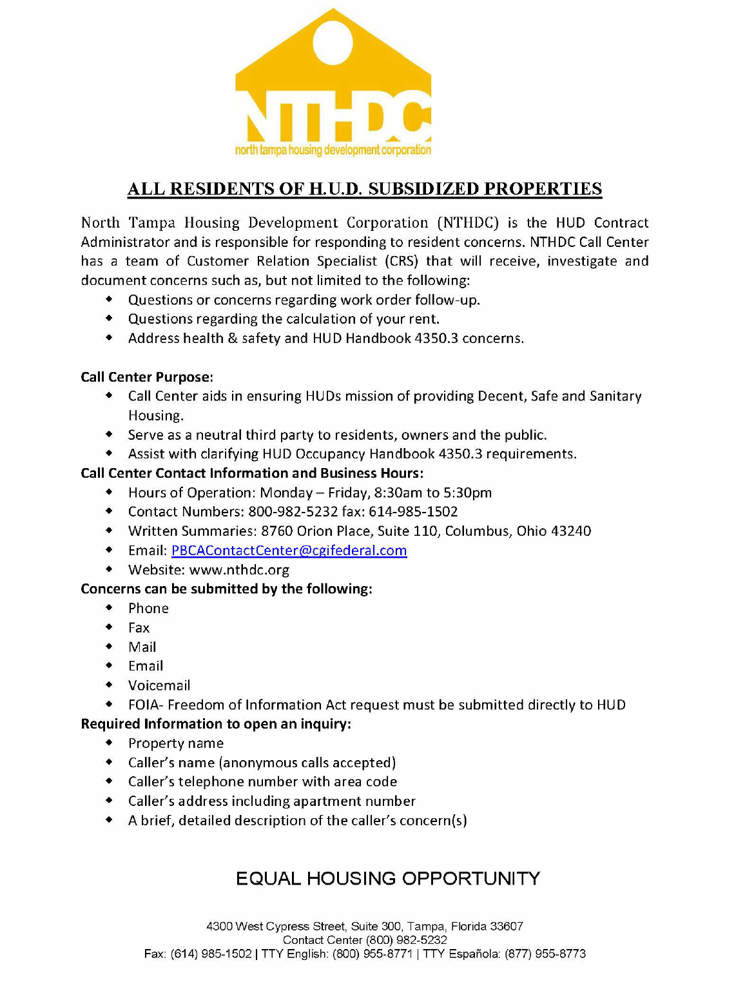 NTHDC
north tampa housing development corporation
ALL RESIDENTS OF H.U.D. SUBSIDIZED PROPERTIES
North Tampa Housing Development Corporation (NTHDC) is the HUD Contract
Administrator and is responsible for responding to resident concerns. NTHDC Call Center
has a team of Customer Relation Specialist (CRS) that will receive, investigate and
document concerns such as, but not limited to the following:
◆ Questions or concerns regarding work order follow-up.
◆ Questions regarding the calculation of your rent.
◆ Address health & safety and HUD Handbook 4350.3 concerns.
Call Center Purpose:
◆ Call Center aids in ensuring HUDs mission of providing Decent, Safe and Sanitary
Housing.
◆ Serve as a neutral third party to residents, owners and the public.
◆ Assist with clarifying HUD Occupancy Handbook 4350.3 requirements.
Call Center Contact Information and Business Hours:
◆ Hours of Operation: Monday – Friday, 8:30am to 5:30pm
◆ Contact Numbers: 800-982-5232 fax: 614-985-1502
◆ Written Summaries: 8760 Orion Place, Suite 110, Columbus, Ohio 43240
◆ Email: PBCAContactCenter@cgifederal.com
◆ Website: www.nthdc.org
Concerns can be submitted by the following:
◆ Phone
◆ Fax
◆ Mail
◆ Email
◆ Voicemail
◆ FOIA- Freedom of Information Act request must be submitted directly to HUD
Required Information to open an inquiry:
◆ Property name
◆ Caller's name (anonymous calls accepted)
◆ Caller's telephone number with area code
◆ Caller's address including apartment number
◆ A brief, detailed description of the caller's concern(s)
EQUAL HOUSING OPPORTUNITY
4300 West Cypress Street, Suite 300, Tampa, Florida 33607
Contact Center (800) 982-5232
Fax: (614) 985-1502 | TTY English: (800) 955-8771 | TTY Española: (877) 955-8773